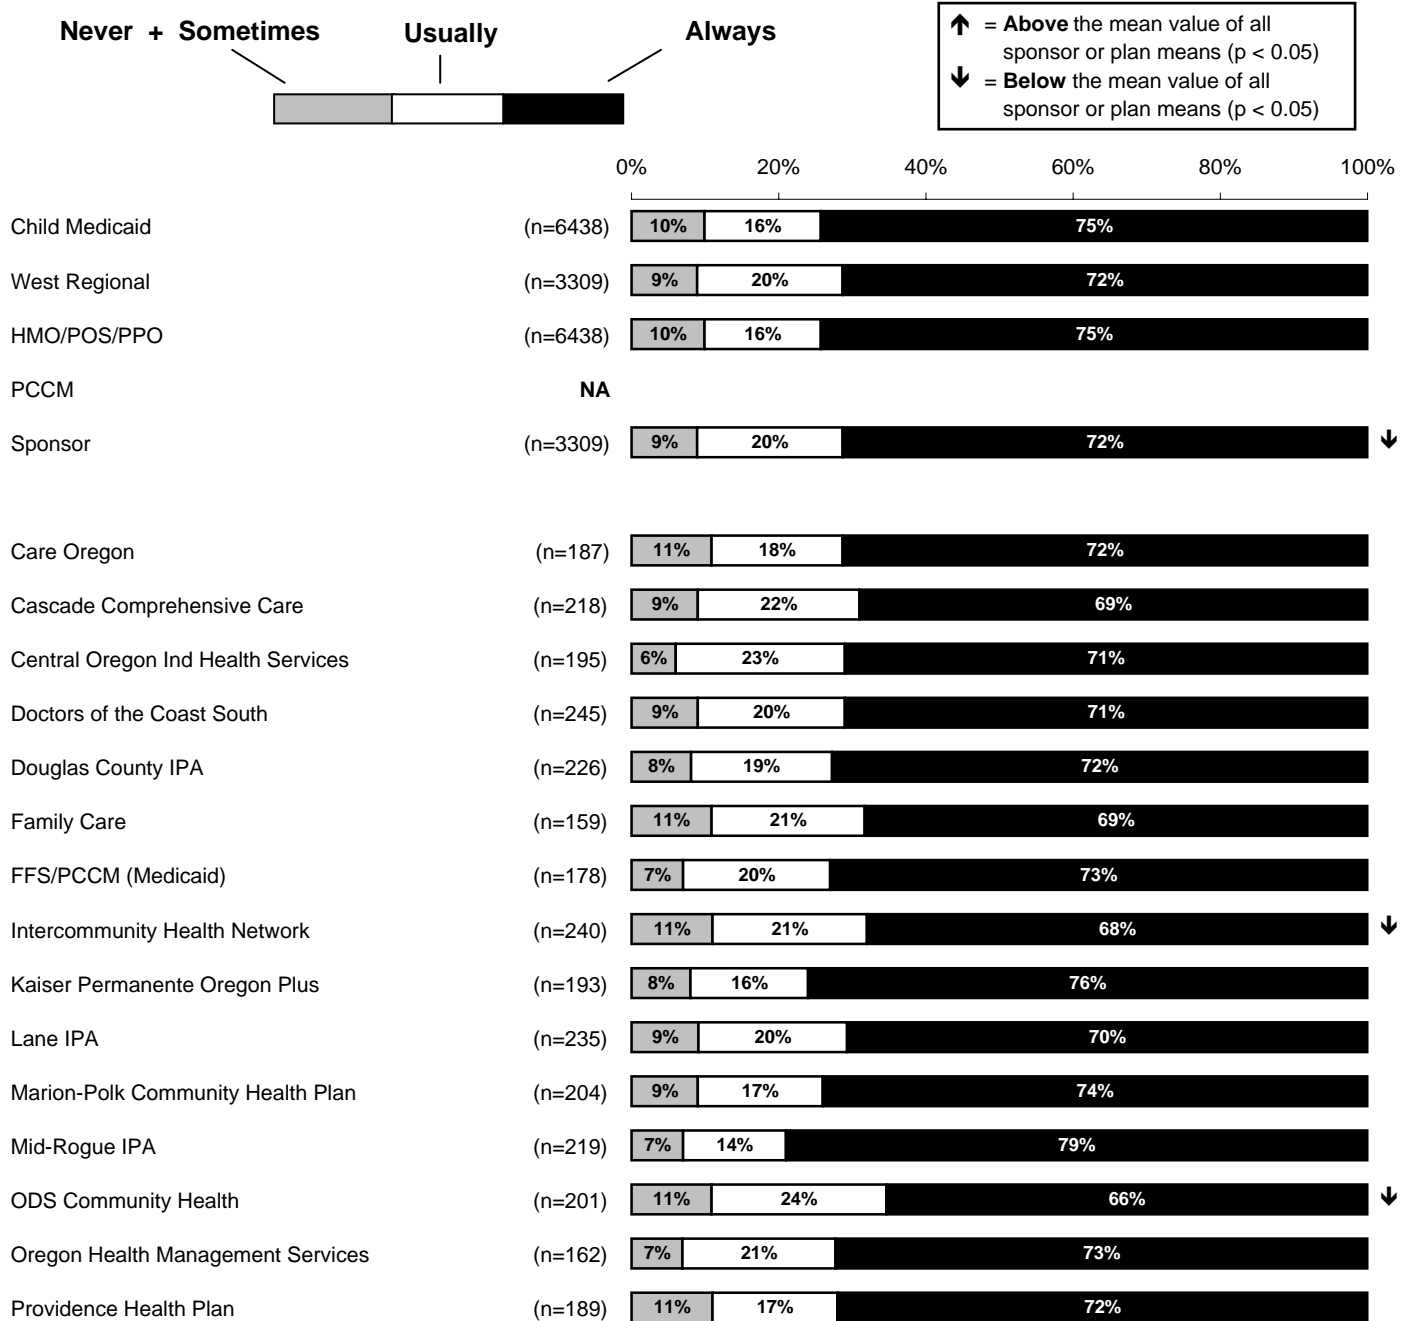 Never + Sometimes Usually Always
↑ = Above the mean value of all
sponsor or plan means (p < 0.05)
↓ = Below the mean value of all
sponsor or plan means (p < 0.05)
0% 20% 40% 60% 80% 100%
Child Medicaid (n=6438) 10% 16% 75%
West Regional (n=3309) 9% 20% 72%
HMO/POS/PPO (n=6438) 10% 16% 75%
PCCM NA
Sponsor (n=3309) 9% 20% 72% ↓
Care Oregon (n=187) 11% 18% 72%
Cascade Comprehensive Care (n=218) 9% 22% 69%
Central Oregon Ind Health Services (n=195) 6% 23% 71%
Doctors of the Coast South (n=245) 9% 20% 71%
Douglas County IPA (n=226) 8% 19% 72%
Family Care (n=159) 11% 21% 69%
FFS/PCCM (Medicaid) (n=178) 7% 20% 73%
Intercommunity Health Network (n=240) 11% 21% 68% ↓
Kaiser Permanente Oregon Plus (n=193) 8% 16% 76%
Lane IPA (n=235) 9% 20% 70%
Marion-Polk Community Health Plan (n=204) 9% 17% 74%
Mid-Rogue IPA (n=219) 7% 14% 79%
ODS Community Health (n=201) 11% 24% 66% ↓
Oregon Health Management Services (n=162) 7% 21% 73%
Providence Health Plan (n=189) 11% 17% 72%